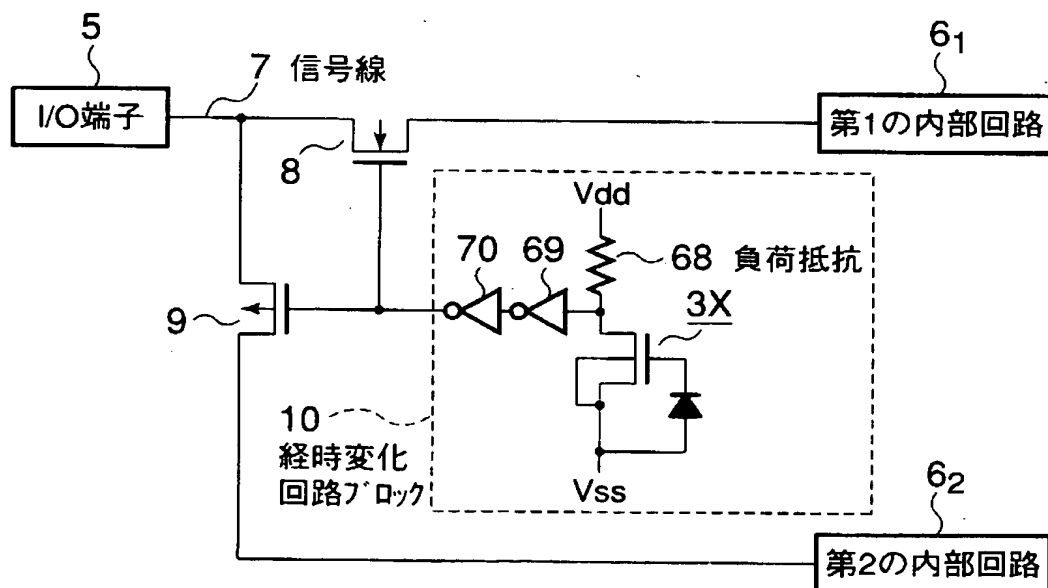 5
I/O端子
7 信号線
6₁
第1の内部回路
8
Vdd
70
69
68 負荷抵抗
3X
9
10
経時変化
回路ブロック
Vss
6₂
第2の内部回路